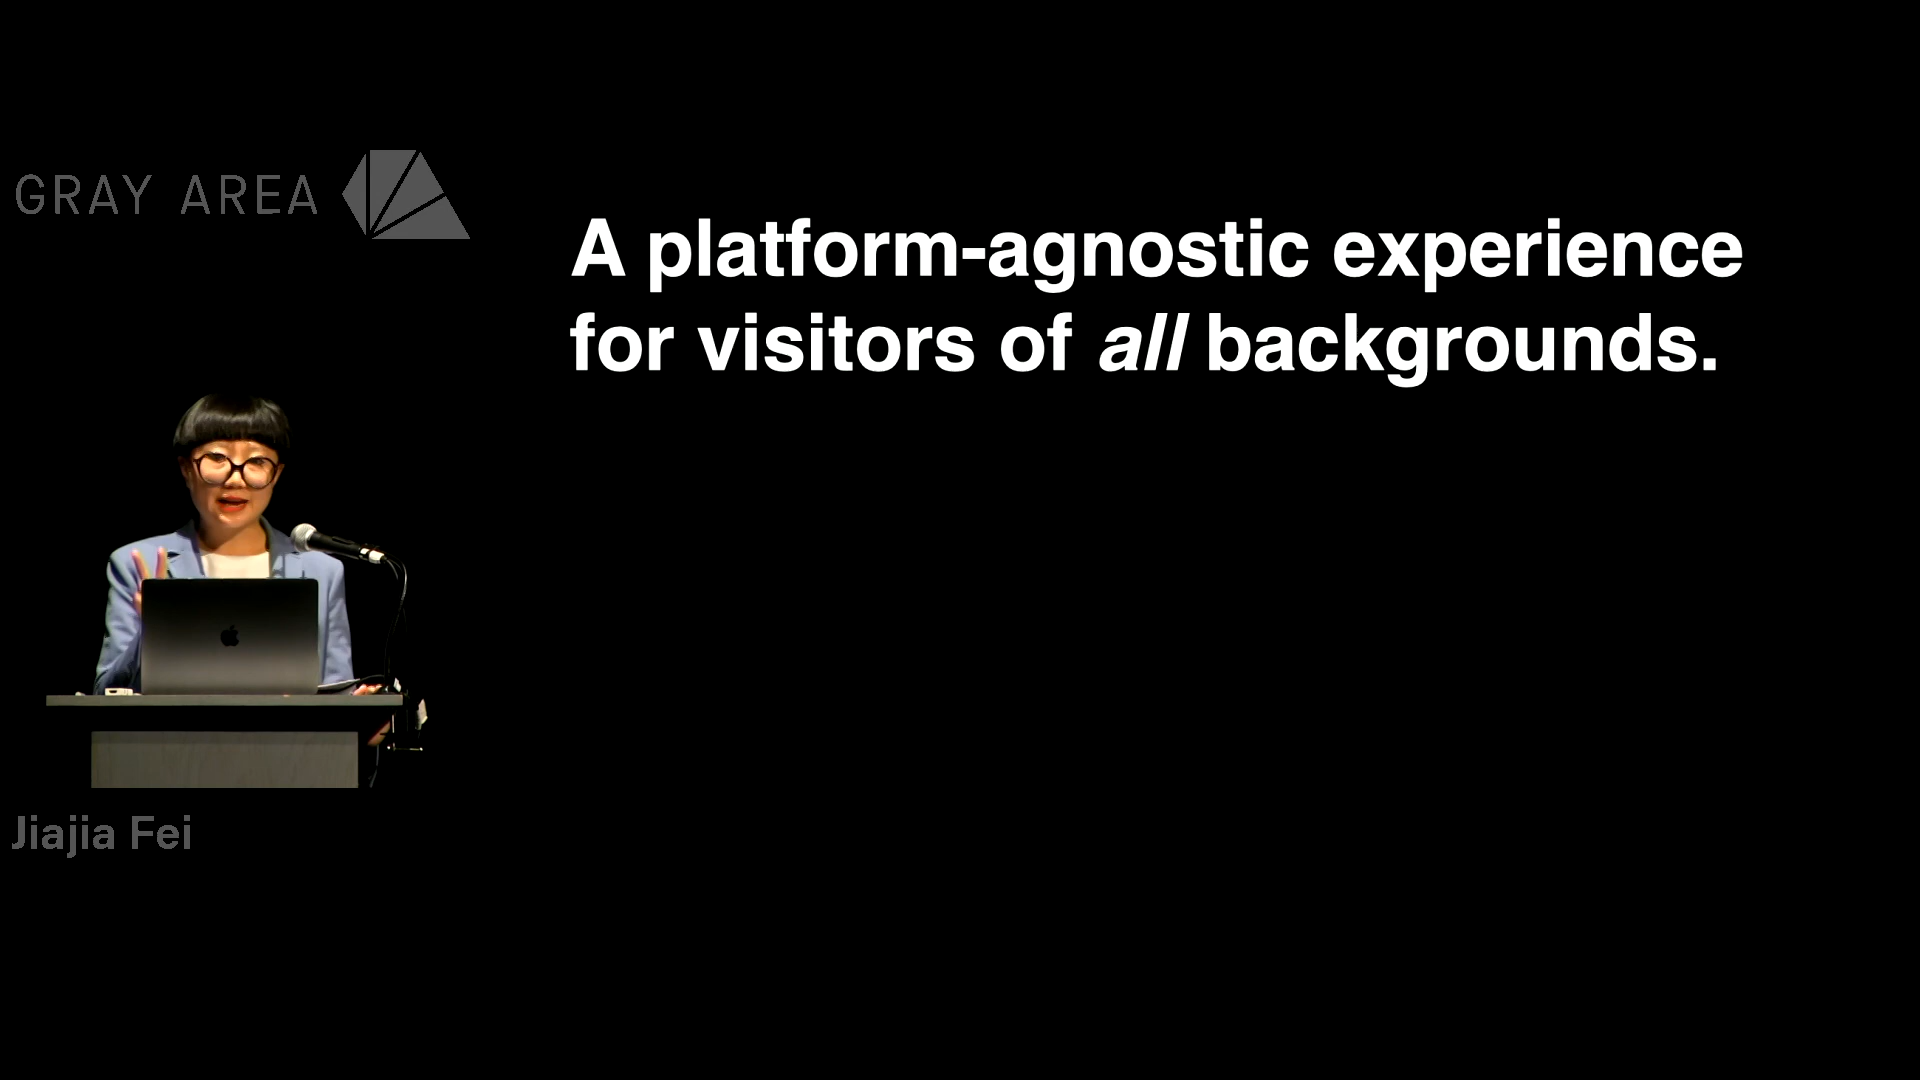 GRAY AREA
A platform-agnostic experience
for visitors of all backgrounds.
Jiajia Fei